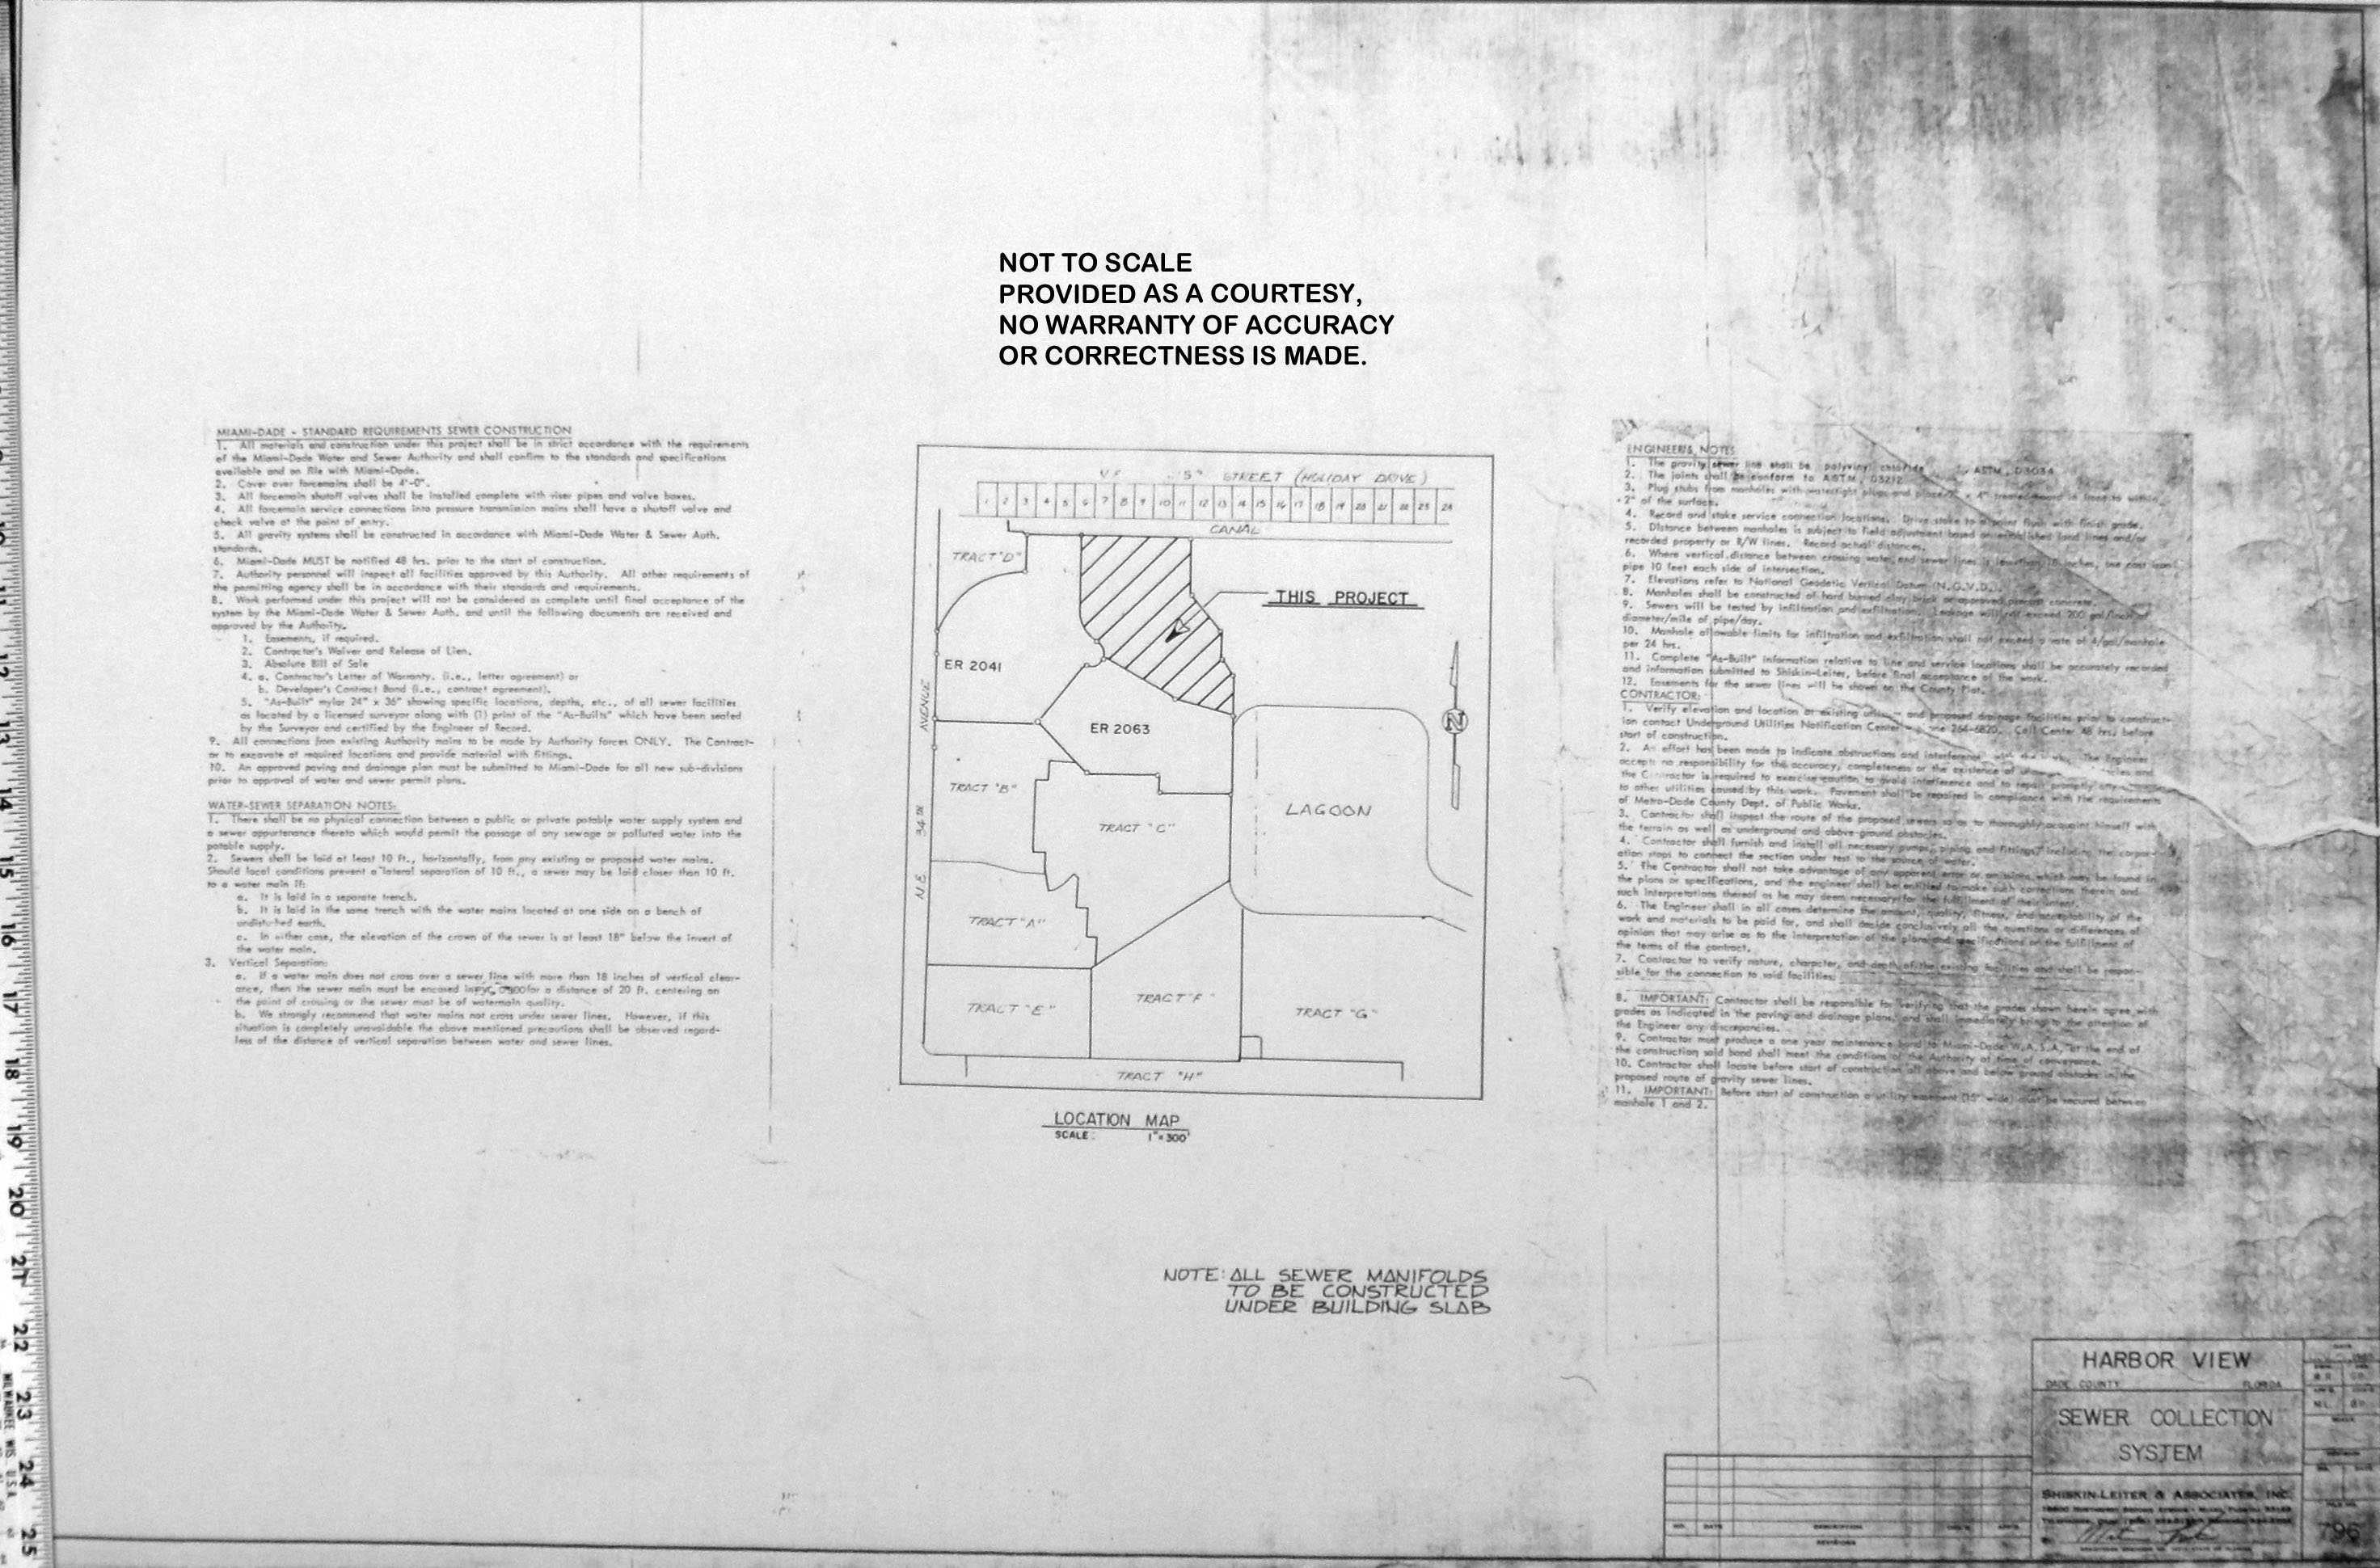 NOT TO SCALE
PROVIDED AS A COURTESY,
NO WARRANTY OF ACCURACY
OR CORRECTNESS IS MADE.
MIAMI-DADE - STANDARD REQUIREMENTS SEWER CONSTRUCTION
1. All materials and construction under this project shall be in strict accordance with the requirements
of the Miami-Dade Water and Sewer Authority and shall confirm to the standards and specifications
available and on file with Miami-Dade.
2. Cover over forcemains shall be 4'-0".
3. All forcemain shutoff valves shall be installed complete with riser pipes and valve boxes.
4. All forcemain service connections into pressure transmission mains shall have a shutoff valve and
check valve at the point of entry.
5. All gravity systems shall be constructed in accordance with Miami-Dade Water & Sewer Auth.
standards.
6. Miami-Dade MUST be notified 48 hrs. prior to the start of construction.
7. Authority personnel will inspect all facilities approved by this Authority. All other requirements of
the permitting agency shall be in accordance with their standards and requirements.
8. Work performed under this project will not be considered as complete until final acceptance of the
system by the Miami-Dade Water & Sewer Auth. and until the following documents are received and
approved by the Authority.
1. Easements, if required.
2. Contractor's Waiver and Release of Lien.
3. Absolute Bill of Sale
4. a. Contractor's Letter of Warranty. (i.e., letter agreement) or
b. Developer's Contract Bond (i.e., contract agreement).
5. "As-Built" mylar 24" x 36" showing specific locations, depths, etc., of all sewer facilities
as located by a licensed surveyor along with (1) print of the "As-Builts" which have been sealed
by the Surveyor and certified by the Engineer of Record.
9. All connections from existing Authority mains to be made by Authority forces ONLY. The Contract-
or to excavate at required locations and provide material with fittings.
10. An approved paving and drainage plan must be submitted to Miami-Dade for all new sub-divisions
prior to approval of water and sewer permit plans.
WATER-SEWER SEPARATION NOTES:
1. There shall be no physical connection between a public or private potable water supply system and
a sewer appurtenance thereto which would permit the passage of any sewage or polluted water into the
potable supply.
2. Sewers shall be laid at least 10 ft., horizontally, from any existing or proposed water mains.
Should local conditions prevent a lateral separation of 10 ft., a sewer may be laid closer than 10 ft.
to a water main if:
a. It is laid in a separate trench.
b. It is laid in the same trench with the water mains located at one side on a bench of
undisturbed earth.
c. In either case, the elevation of the crown of the sewer is at least 18" below the invert of
the water main.
3. Vertical Separation:
a. If a water main does not cross over a sewer line with more than 18 inches of vertical clear-
ance, then the sewer main must be encased in for a distance of 20 ft. centering on
the point of crossing or the sewer must be of watermain quality.
b. We strongly recommend that water mains not cross under sewer lines. However, if this
situation is completely unavoidable the above mentioned precautions shall be observed regard-
less of the distance of vertical separation between water and sewer lines.
STREET (HOLIDAY DRIVE)
1 2 3 4 5 6 7 8 9 10 11 12 13 14 15 16 17 18 19 20 21 22 23 24
CANAL
TRACT "D"
THIS PROJECT
ER 2041
ER 2063
N
N.E. 34TH AVENUE
TRACT "B"
TRACT "C"
LAGOON
TRACT "A"
TRACT "E"
TRACT "F"
TRACT "G"
TRACT "H"
LOCATION MAP
SCALE: 1"=300'
NOTE: ALL SEWER MANIFOLDS
TO BE CONSTRUCTED
UNDER BUILDING SLAB
ENGINEERS NOTES
1. The gravity sewer line shall be polyvinyl chloride ASTM, D3034
2. The joints shall be conform to ASTM, D3212
3. Plug stubs from manholes with watertight plugs and
2" of the surface.
4. Record and stake service connection locations. Drive stake to a point flush with finish grade.
5. Distance between manholes is subject to field adjustment based on established land lines and/or
recorded property or R/W lines. Record actual distances.
6. Where vertical distance between crossing water and sewer lines is less than 18 inches, use cast iron
pipe 10 feet each side of intersection.
7. Elevations refer to National Geodetic Vertical Datum (N.G.V.D.).
8. Manholes shall be constructed of hard burned clay brick or approved precast concrete.
9. Sewers will be tested by infiltration and exfiltration. Leakage will not exceed 200 gal/inch of
diameter/mile of pipe/day.
10. Manhole allowable limits for infiltration and exfiltration shall not exceed a rate of 4/gal/manhole
per 24 hrs.
11. Complete "As-Built" information relative to line and service locations shall be accurately recorded
and information submitted to Shiskin-Leiter, before final acceptance of the work.
12. Easements for the sewer lines will be shown on the County Plat.
CONTRACTOR:
1. Verify elevation and location of existing utilities and proposed drainage facilities prior to construct-
ion contact Underground Utilities Notification Center 264-6820. Call Center 48 hrs. before
start of construction.
2. An effort has been made to indicate obstructions and interference The Engineer
accepts no responsibility for the accuracy, completeness or the existence of
the Contractor is required to exercise caution to avoid interference and to repair promptly any
to other utilities caused by this work. Pavement shall be repaired in compliance with the requirements
of Metro-Dade County Dept. of Public Works.
3. Contractor shall inspect the route of the proposed sewers so as to thoroughly acquaint himself with
the terrain as well as underground and above-ground obstacles.
4. Contractor shall furnish and install all necessary pumps, piping and fittings, including the corpor-
ation stops to connect the section under test to the source of water.
5. The Contractor shall not take advantage of any apparent error or omissions which may be found in
the plans or specifications, and the engineer shall be entitled to make such corrections therein and
such interpretations thereof as he may deem necessary for the fulfillment of their intent.
6. The Engineer shall in all cases determine the amount, quality, fitness, and acceptability of the
work and materials to be paid for, and shall decide conclusively all the questions or differences of
opinion that may arise as to the interpretation of the plans and specifications on the fulfillment of
the terms of the contract.
7. Contractor to verify nature, character, and depth of the existing facilities and shall be respon-
sible for the connection to said facilities.
8. IMPORTANT: Contractor shall be responsible for verifying that the grades shown herein agree with
grades as indicated in the paving and drainage plans, and shall immediately bring to the attention of
the Engineer any discrepancies.
9. Contractor must produce a one year maintenance bond to Miami-Dade W.A.S.A. at the end of
the construction said bond shall meet the conditions of the Authority at time of conveyance.
10. Contractor shall locate before start of construction all above and below ground obstacles in the
proposed route of gravity sewer lines.
11. IMPORTANT: Before start of construction a utility easement (15' wide) must be secured between
manhole 1 and 2.
HARBOR VIEW
DADE COUNTY FLORIDA
SEWER COLLECTION
SYSTEM
SHISKIN-LEITER & ASSOCIATES, INC.
NO. DATE DESCRIPTION
REVISIONS
796
12 13 14 15 16 17 18 19 20 21 22 23 24 25
MILWAUKEE WIS U.S.A.